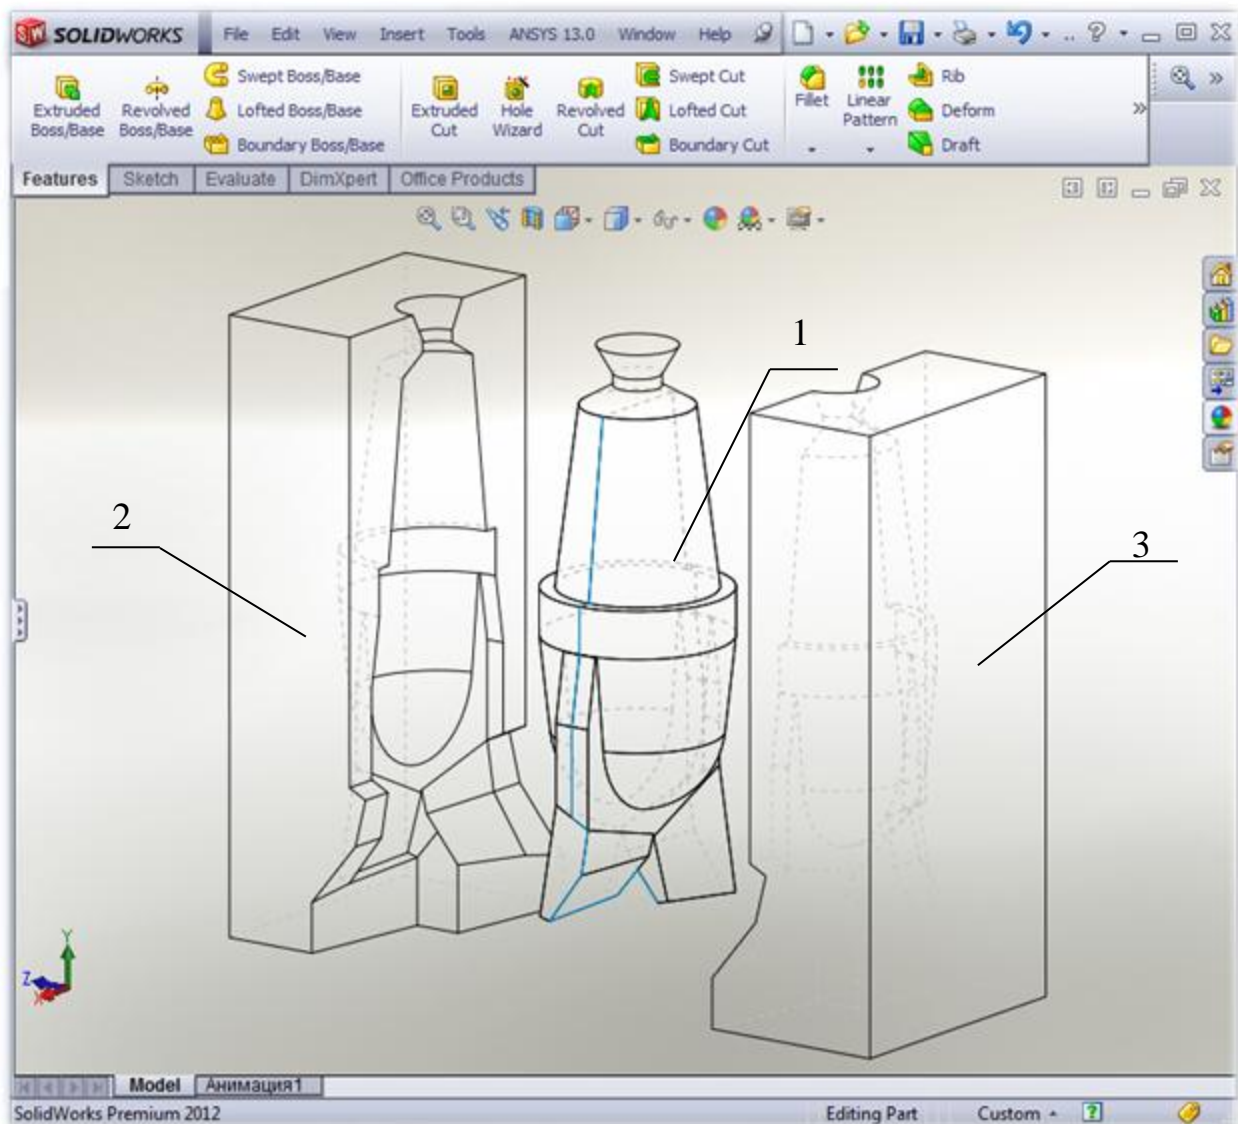 SOLIDWORKS File Edit View Insert Tools ANSYS 13.0 Window Help
Extruded Boss/Base
Revolved Boss/Base
Swept Boss/Base
Lofted Boss/Base
Boundary Boss/Base
Extruded Cut
Hole Wizard
Revolved Cut
Swept Cut
Lofted Cut
Boundary Cut
Fillet
Linear Pattern
Rib
Deform
Draft
Features Sketch Evaluate DimXpert Office Products
1
2
3
Y
Z
X
Model Анимация1
SolidWorks Premium 2012 Editing Part Custom